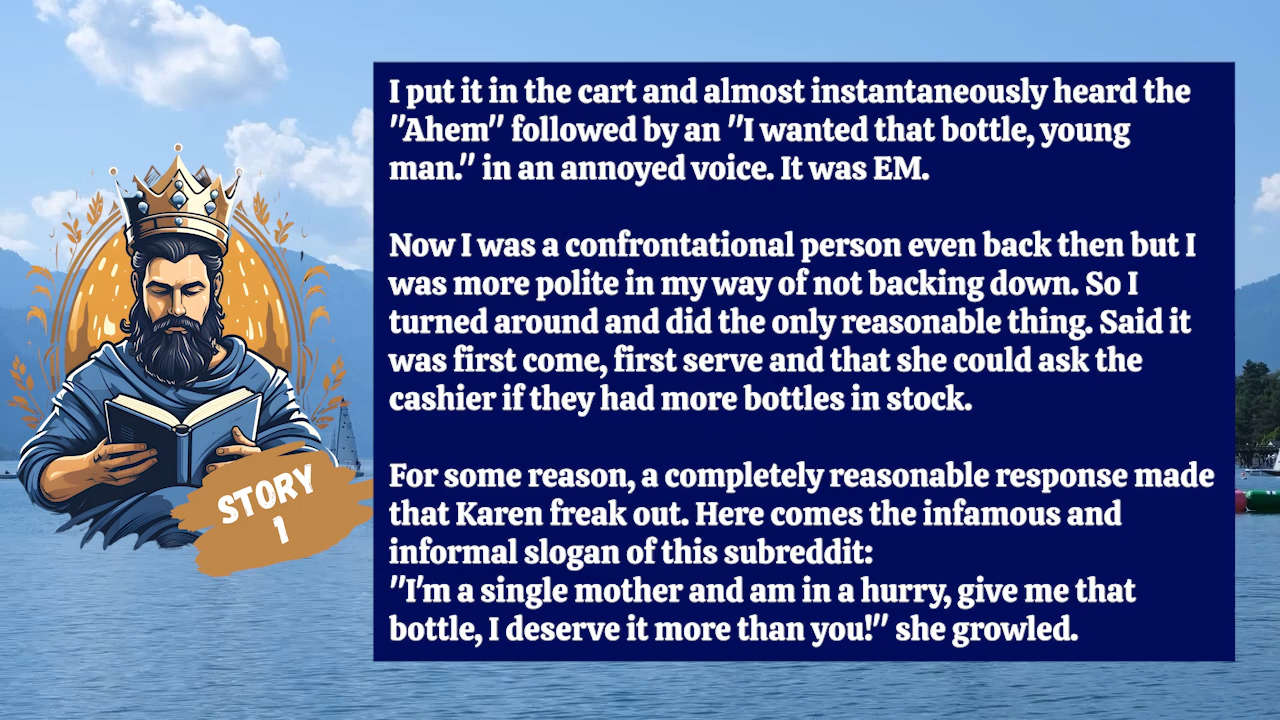 I put it in the cart and almost instantaneously heard the
"Ahem" followed by an "I wanted that bottle, young
man." in an annoyed voice. It was EM.
Now I was a confrontational person even back then but I
was more polite in my way of not backing down. So I
turned around and did the only reasonable thing. Said it
was first come, first serve and that she could ask the
cashier if they had more bottles in stock.
For some reason, a completely reasonable response made
that Karen freak out. Here comes the infamous and
informal slogan of this subreddit:
"I'm a single mother and am in a hurry, give me that
bottle, I deserve it more than you!" she growled.
STORY
1